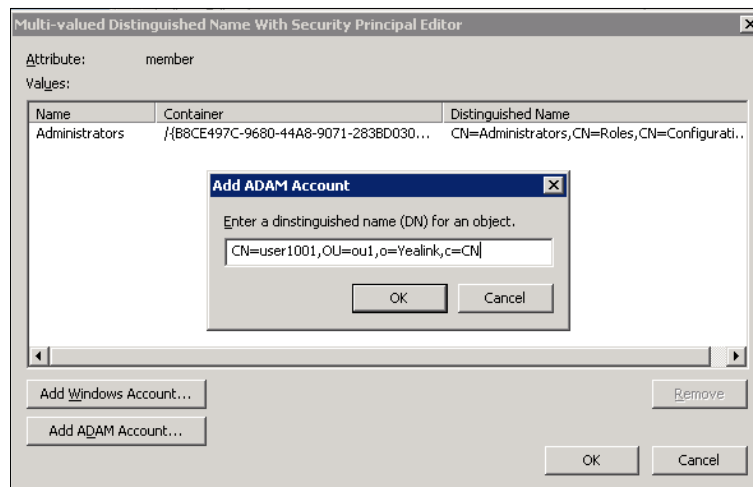 Multi-valued Distinguished Name With Security Principal Editor
Attribute: member
Values:
Name Container Distinguished Name
Administrators /{B8CE497C-9680-44A8-9071-283BD030... CN=Administrators,CN=Roles,CN=Configurati..
Add ADAM Account
Enter a dinstinguished name (DN) for an object.
CN=user1001,OU=ou1,o=Yealink,c=CN
OK Cancel
Add Windows Account... Remove
Add ADAM Account...
OK Cancel